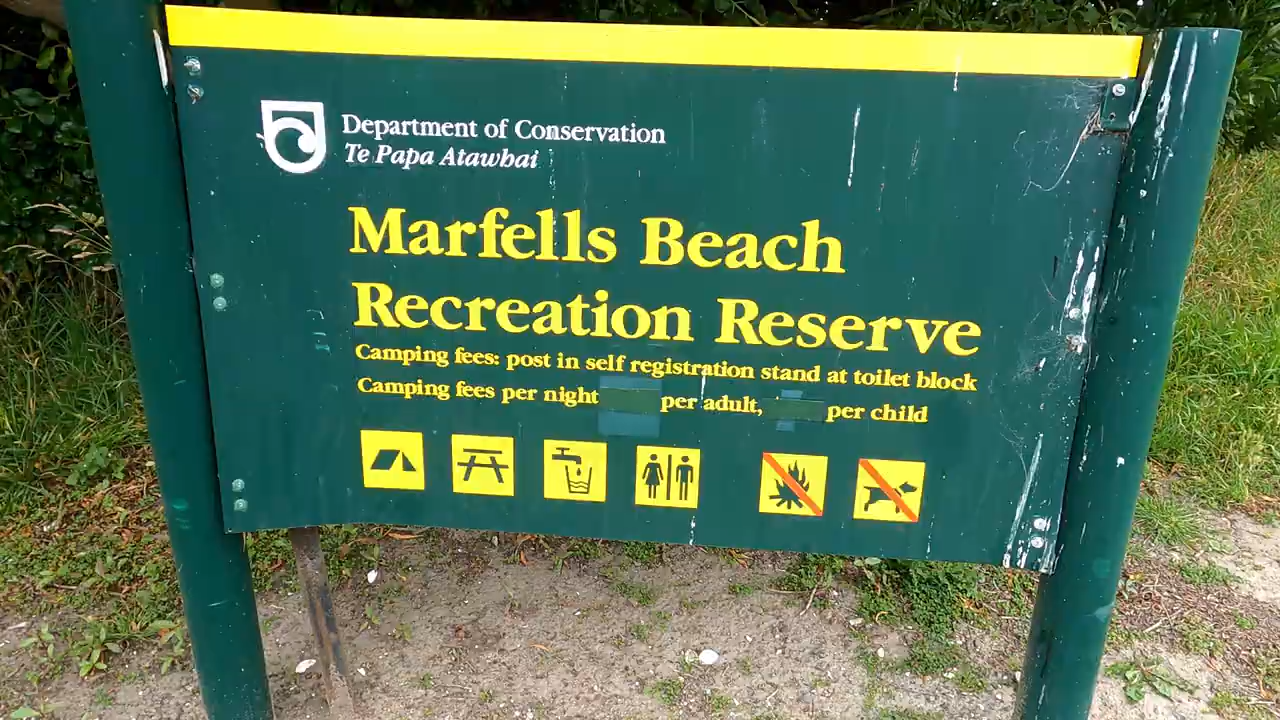 Department of Conservation
Te Papa Atawhai
Marfells Beach
Recreation Reserve
Camping fees: post in self registration stand at toilet block
Camping fees per night per adult, per child